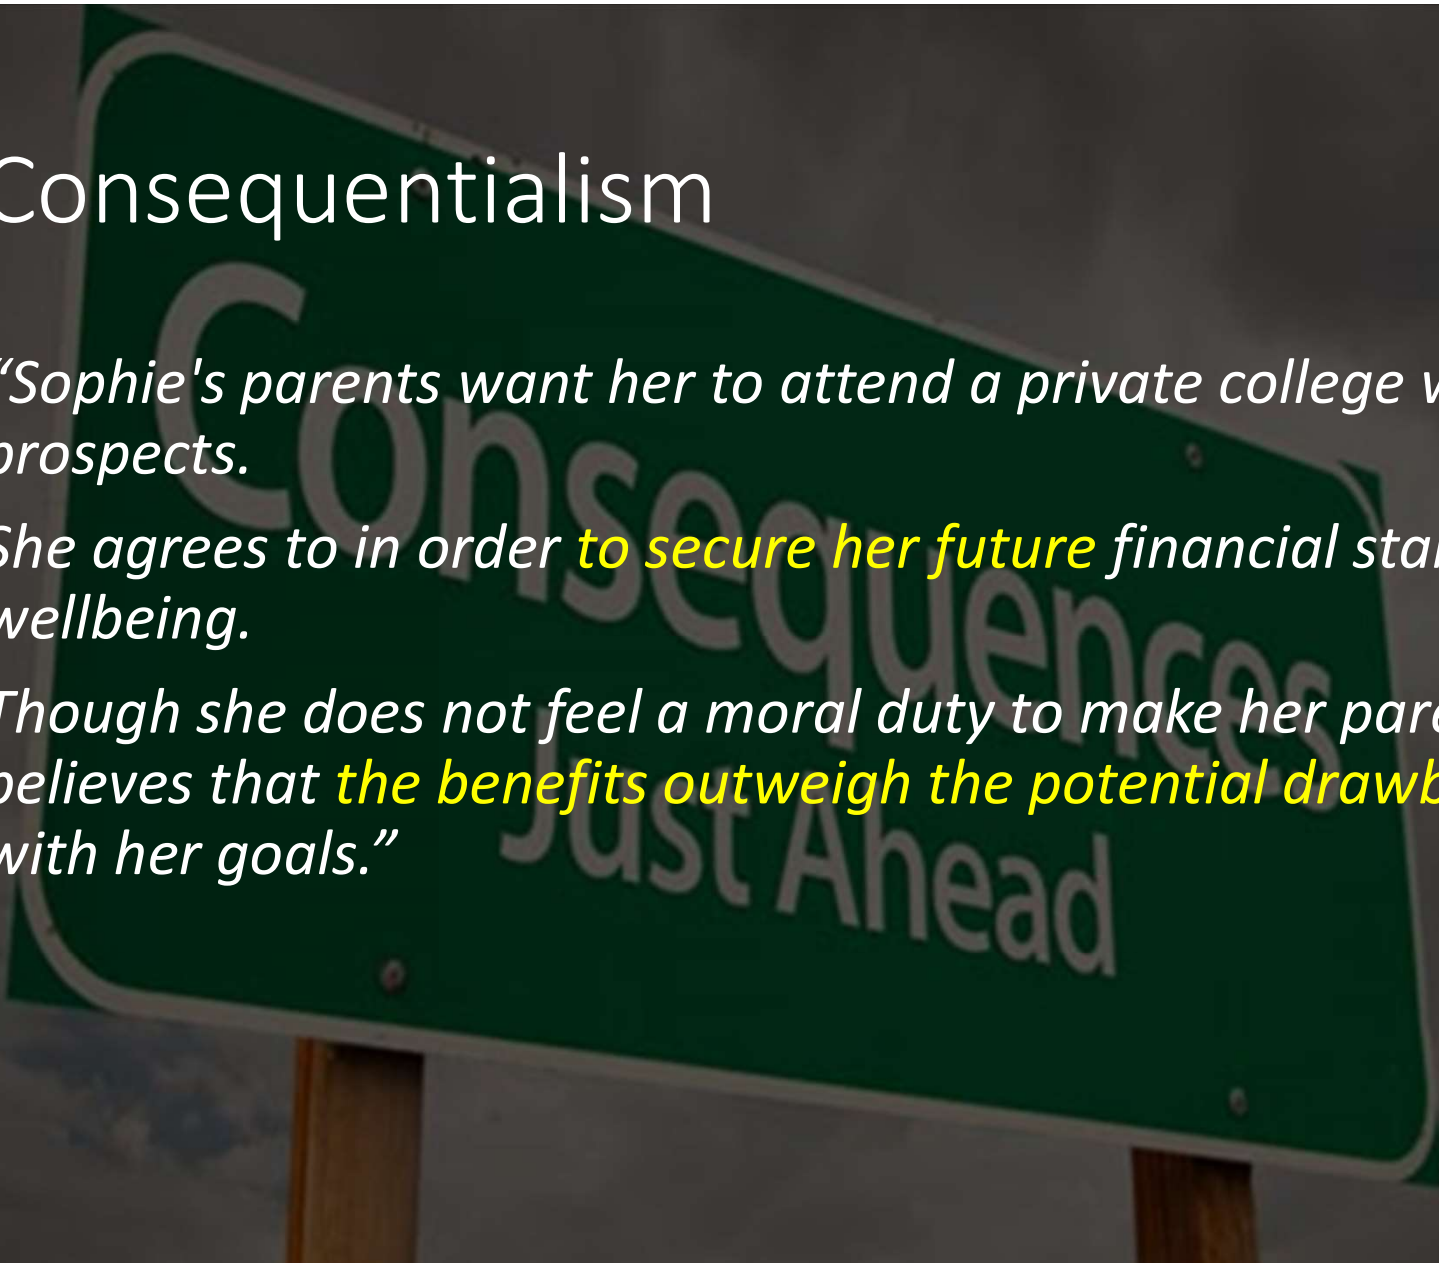 Consequentialism
“Sophie's parents want her to attend a private college
prospects.
She agrees to in order to secure her future financial
wellbeing.
Though she does not feel a moral duty to make her
believes that the benefits outweigh the potential
with her goals.”
Consequences
Just Ahead